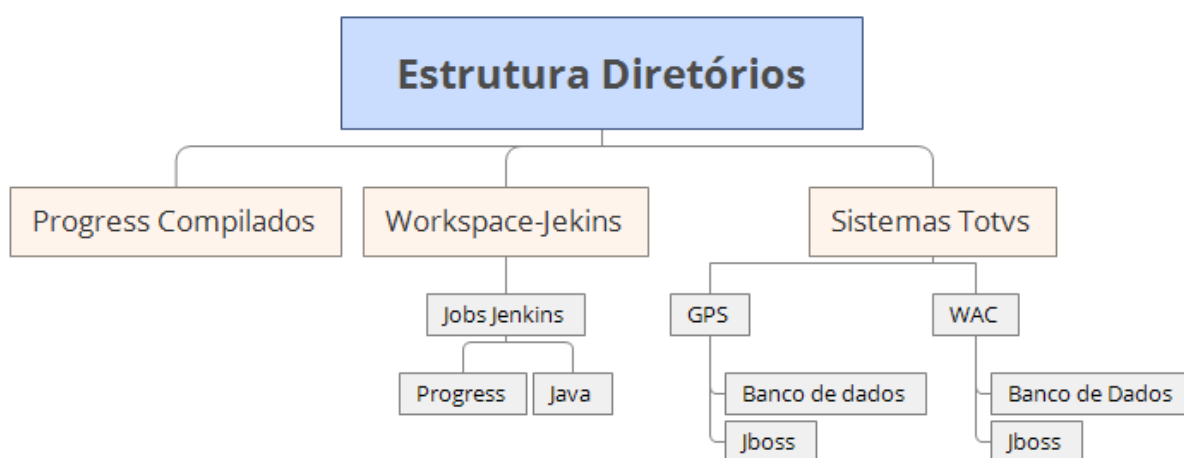 Estrutura Diretórios
Progress Compilados
Workspace-Jekins
Sistemas Totvs
Jobs Jenkins
GPS
WAC
Progress
Java
Banco de dados
Banco de Dados
Jboss
Jboss